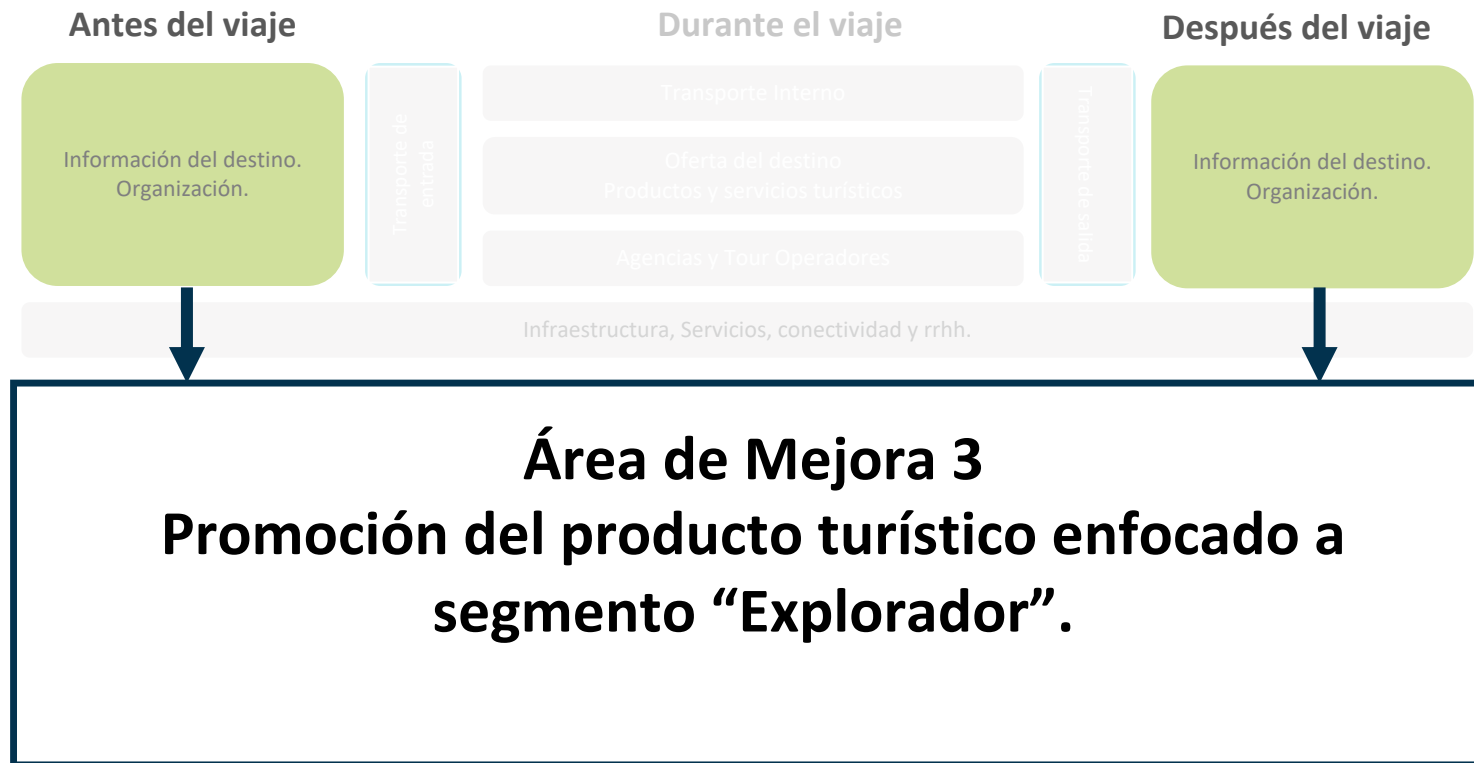 Antes del viaje
Durante el viaje
Después del viaje
Información del destino.
Organización.
Transporte de
entrada
Transporte Interno
Oferta del destino
Productos y servicios turísticos
Agencias y Tour Operadores
Transporte de salida
Información del destino.
Organización.
Infraestructura, Servicios, conectividad y rrhh.
Área de Mejora 3
Promoción del producto turístico enfocado a
segmento “Explorador”.